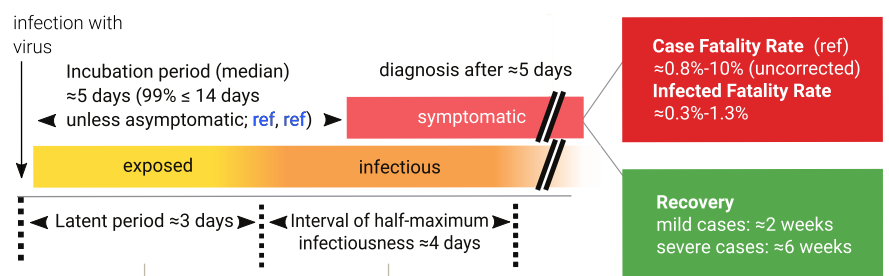 infection with
virus
Incubation period (median)
≈5 days (99% ≤ 14 days
unless asymptomatic; ref, ref)
diagnosis after ≈5 days
symptomatic
exposed
infectious
Latent period ≈3 days
Interval of half-maximum
infectiousness ≈4 days
Case Fatality Rate (ref)
≈0.8%-10% (uncorrected)
Infected Fatality Rate
≈0.3%-1.3%
Recovery
mild cases: ≈2 weeks
severe cases: ≈6 weeks